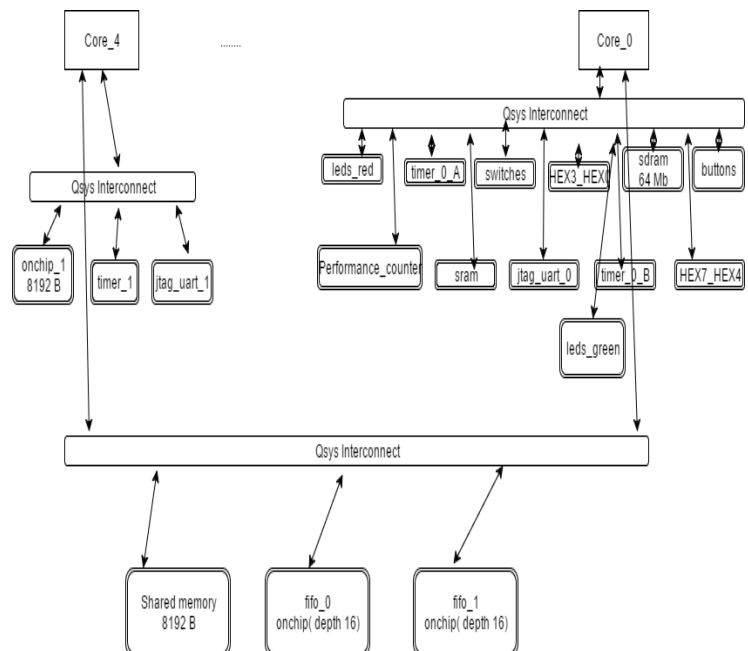 Core_4
........
Core_0
Qsys Interconnect
leds_red
timer_0_A
switches
HEX3_HEX0
sdram
64 Mb
buttons
Qsys Interconnect
onchip_1
8192 B
timer_1
jtag_uart_1
Performance_counter
sram
jtag_uart_0
timer_0_B
HEX7_HEX4
leds_green
Qsys Interconnect
Shared memory
8192 B
fifo_0
onchip( depth 16)
fifo_1
onchip( depth 16)